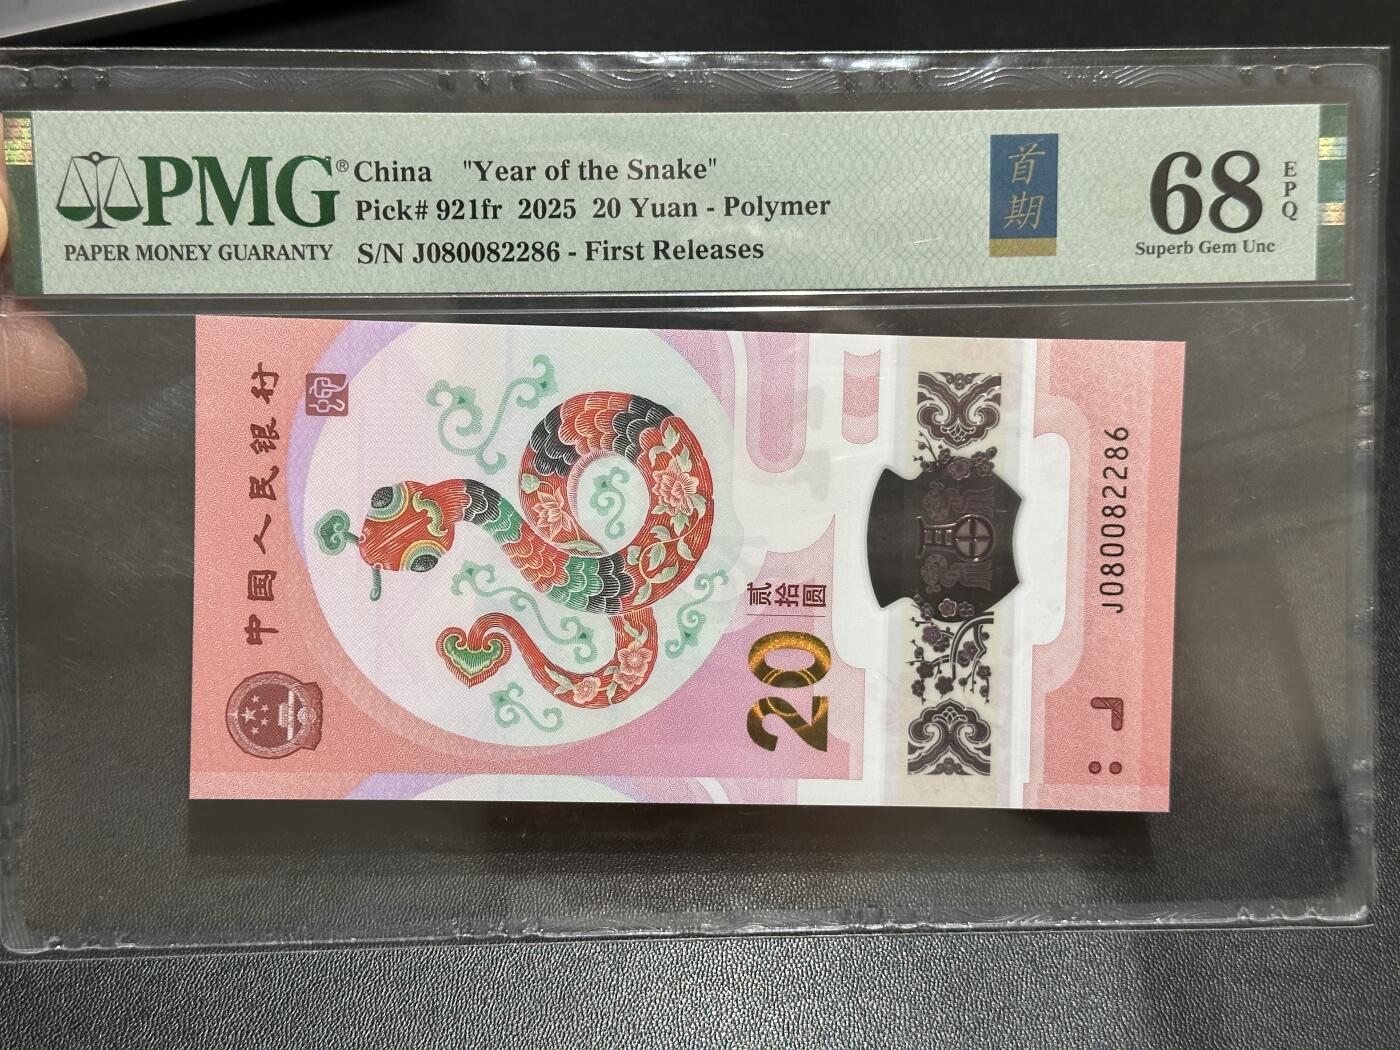 PMG®
PAPER MONEY GUARANTY
China "Year of the Snake"
Pick# 921fr 2025 20 Yuan - Polymer
S/N J080082286 - First Releases
首期
68
EPQ
Superb Gem Unc
中国人民银行
贰拾圆
20
J080082286